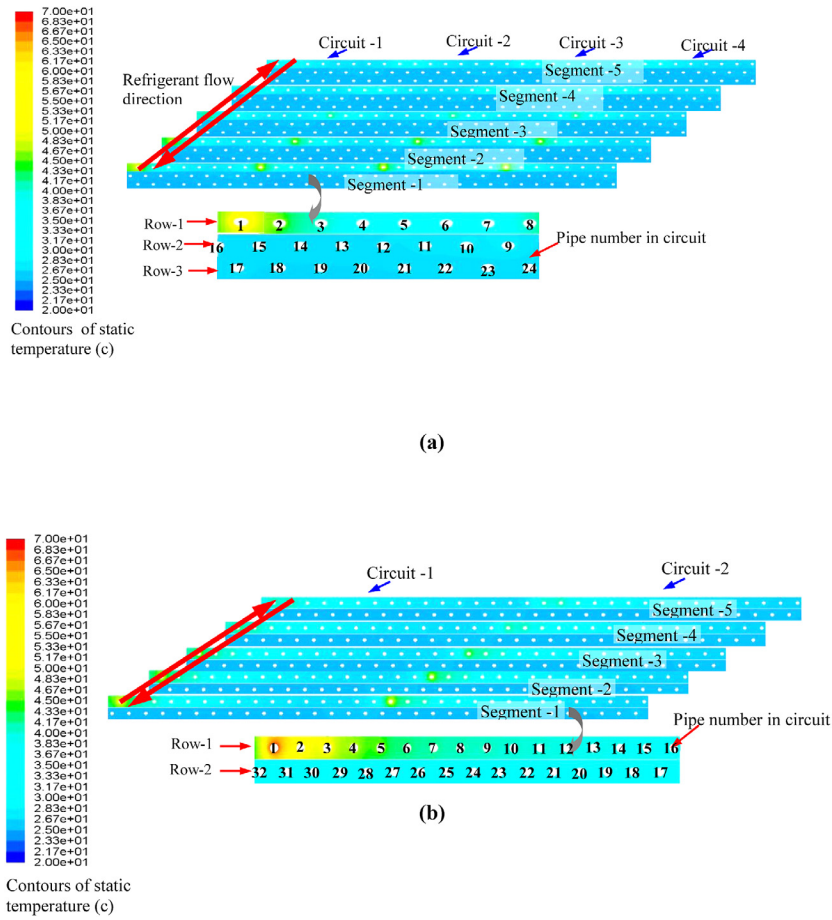 7.00e+01
6.83e+01
6.67e+01
6.50e+01
6.33e+01
6.17e+01
6.00e+01
5.83e+01
5.67e+01
5.50e+01
5.33e+01
5.17e+01
5.00e+01
4.83e+01
4.67e+01
4.50e+01
4.33e+01
4.17e+01
4.00e+01
3.83e+01
3.67e+01
3.50e+01
3.33e+01
3.17e+01
3.00e+01
2.83e+01
2.67e+01
2.50e+01
2.33e+01
2.17e+01
2.00e+01
Contours of static
temperature (c)
Circuit -1 Circuit -2 Circuit -3 Circuit -4
Refrigerant flow
direction
Segment -5
Segment -4
Segment -3
Segment -2
Segment -1
Row-1 1 2 3 4 5 6 7 8
Row-2 16 15 14 13 12 11 10 9
Row-3 17 18 19 20 21 22 23 24
Pipe number in circuit
(a)
7.00e+01
6.83e+01
6.67e+01
6.50e+01
6.33e+01
6.17e+01
6.00e+01
5.83e+01
5.67e+01
5.50e+01
5.33e+01
5.17e+01
5.00e+01
4.83e+01
4.67e+01
4.50e+01
4.33e+01
4.17e+01
4.00e+01
3.83e+01
3.67e+01
3.50e+01
3.33e+01
3.17e+01
3.00e+01
2.83e+01
2.67e+01
2.50e+01
2.33e+01
2.17e+01
2.00e+01
Contours of static
temperature (c)
Circuit -1 Circuit -2
Segment -5
Segment -4
Segment -3
Segment -2
Segment -1
Pipe number in circuit
Row-1 1 2 3 4 5 6 7 8 9 10 11 12 13 14 15 16
Row-2 32 31 30 29 28 27 26 25 24 23 22 21 20 19 18 17
(b)